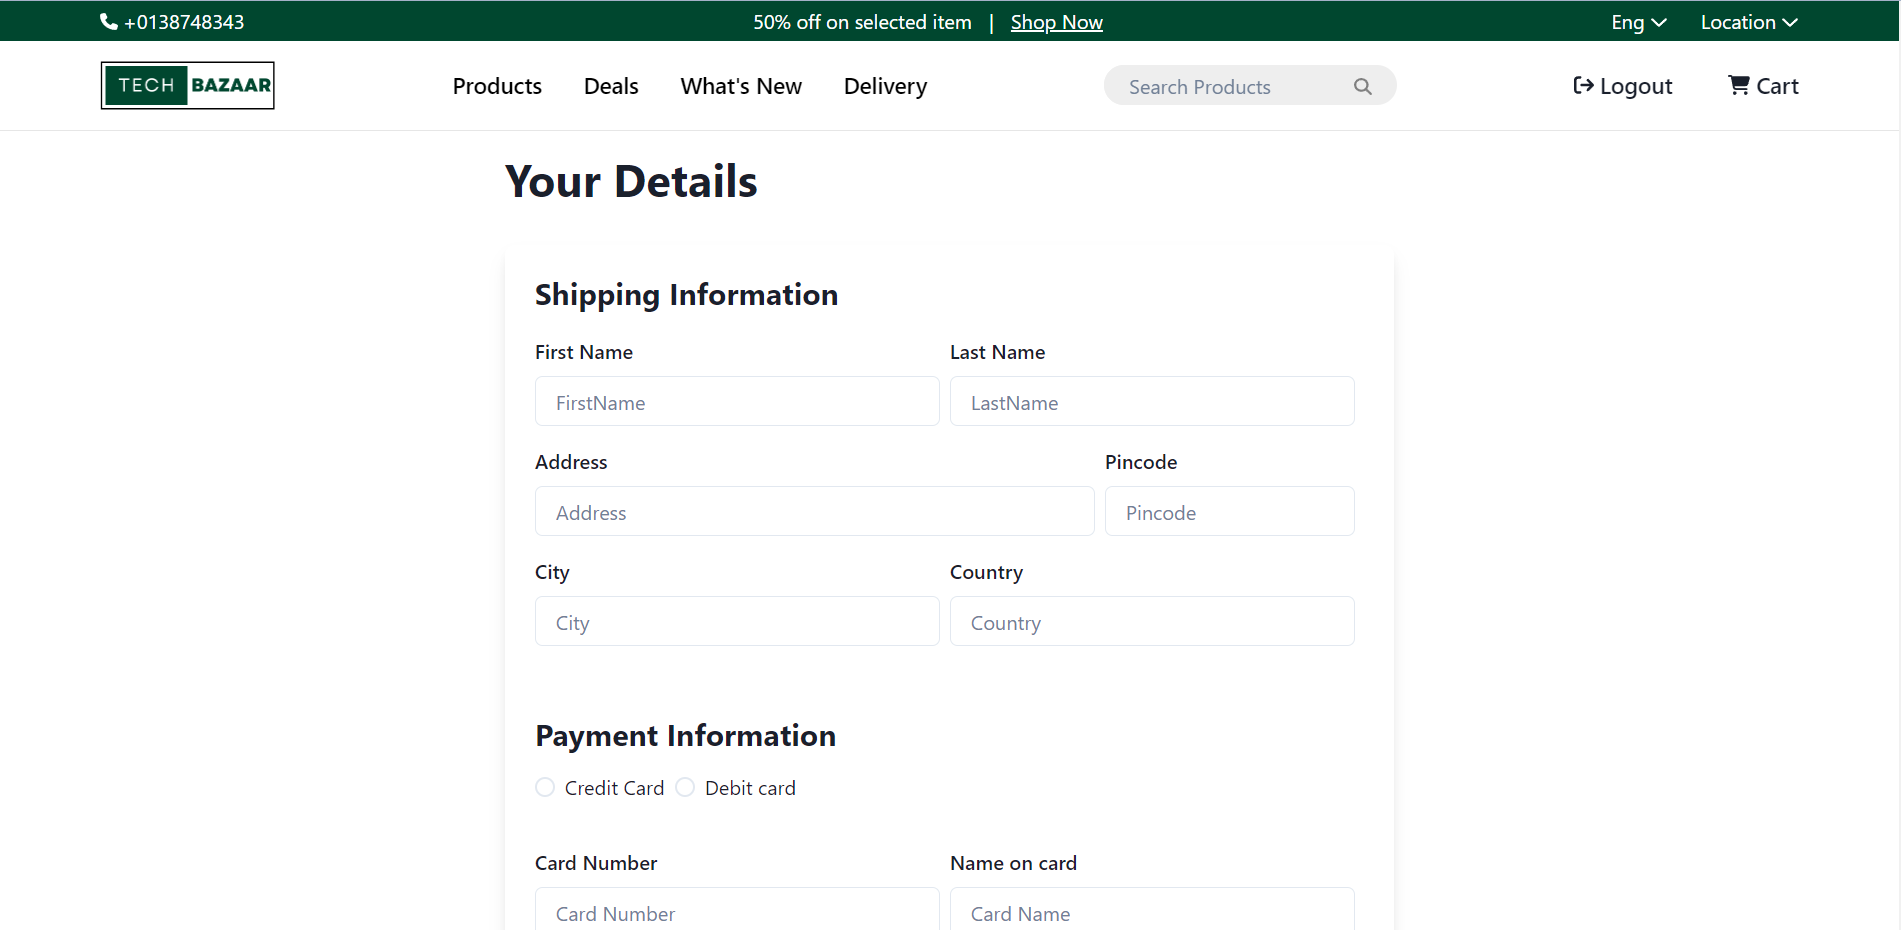 +0138748343 50% off on selected item | Shop Now Eng Location
TECH BAZAAR Products Deals What's New Delivery Search Products Logout Cart
Your Details
Shipping Information
First Name Last Name
FirstName LastName
Address Pincode
Address Pincode
City Country
City Country
Payment Information
Credit Card Debit card
Card Number Name on card
Card Number Card Name